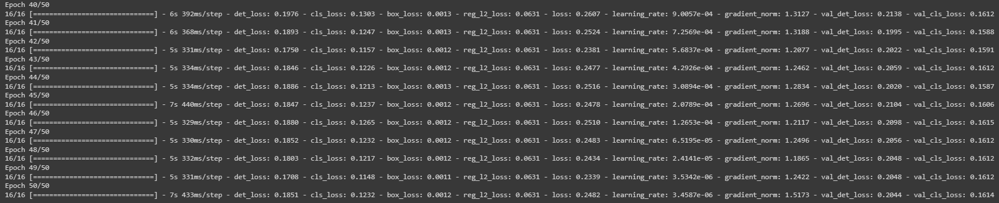 Epoch 40/50
16/16 [==============================] - 6s 392ms/step - det_loss: 0.1976 - cls_loss: 0.1303 - box_loss: 0.0013 - reg_l2_loss: 0.0631 - loss: 0.2607 - learning_rate: 9.0057e-04 - gradient_norm: 1.3127 - val_det_loss: 0.2138 - val_cls_loss: 0.1612
Epoch 41/50
16/16 [==============================] - 6s 368ms/step - det_loss: 0.1893 - cls_loss: 0.1247 - box_loss: 0.0013 - reg_l2_loss: 0.0631 - loss: 0.2524 - learning_rate: 7.2569e-04 - gradient_norm: 1.3188 - val_det_loss: 0.1995 - val_cls_loss: 0.1588
Epoch 42/50
16/16 [==============================] - 5s 331ms/step - det_loss: 0.1750 - cls_loss: 0.1157 - box_loss: 0.0012 - reg_l2_loss: 0.0631 - loss: 0.2381 - learning_rate: 5.6837e-04 - gradient_norm: 1.2077 - val_det_loss: 0.2022 - val_cls_loss: 0.1591
Epoch 43/50
16/16 [==============================] - 5s 334ms/step - det_loss: 0.1846 - cls_loss: 0.1226 - box_loss: 0.0012 - reg_l2_loss: 0.0631 - loss: 0.2477 - learning_rate: 4.2926e-04 - gradient_norm: 1.2462 - val_det_loss: 0.2059 - val_cls_loss: 0.1612
Epoch 44/50
16/16 [==============================] - 5s 334ms/step - det_loss: 0.1886 - cls_loss: 0.1213 - box_loss: 0.0013 - reg_l2_loss: 0.0631 - loss: 0.2516 - learning_rate: 3.0894e-04 - gradient_norm: 1.2834 - val_det_loss: 0.2020 - val_cls_loss: 0.1587
Epoch 45/50
16/16 [==============================] - 7s 440ms/step - det_loss: 0.1847 - cls_loss: 0.1237 - box_loss: 0.0012 - reg_l2_loss: 0.0631 - loss: 0.2478 - learning_rate: 2.0789e-04 - gradient_norm: 1.2696 - val_det_loss: 0.2104 - val_cls_loss: 0.1606
Epoch 46/50
16/16 [==============================] - 5s 329ms/step - det_loss: 0.1880 - cls_loss: 0.1265 - box_loss: 0.0012 - reg_l2_loss: 0.0631 - loss: 0.2510 - learning_rate: 1.2653e-04 - gradient_norm: 1.2117 - val_det_loss: 0.2098 - val_cls_loss: 0.1615
Epoch 47/50
16/16 [==============================] - 5s 330ms/step - det_loss: 0.1852 - cls_loss: 0.1232 - box_loss: 0.0012 - reg_l2_loss: 0.0631 - loss: 0.2483 - learning_rate: 6.5195e-05 - gradient_norm: 1.2496 - val_det_loss: 0.2056 - val_cls_loss: 0.1612
Epoch 48/50
16/16 [==============================] - 5s 332ms/step - det_loss: 0.1803 - cls_loss: 0.1217 - box_loss: 0.0012 - reg_l2_loss: 0.0631 - loss: 0.2434 - learning_rate: 2.4141e-05 - gradient_norm: 1.1865 - val_det_loss: 0.2048 - val_cls_loss: 0.1612
Epoch 49/50
16/16 [==============================] - 5s 331ms/step - det_loss: 0.1708 - cls_loss: 0.1148 - box_loss: 0.0011 - reg_l2_loss: 0.0631 - loss: 0.2339 - learning_rate: 3.5342e-06 - gradient_norm: 1.2422 - val_det_loss: 0.2048 - val_cls_loss: 0.1612
Epoch 50/50
16/16 [==============================] - 7s 433ms/step - det_loss: 0.1851 - cls_loss: 0.1232 - box_loss: 0.0012 - reg_l2_loss: 0.0631 - loss: 0.2482 - learning_rate: 3.4587e-06 - gradient_norm: 1.5173 - val_det_loss: 0.2044 - val_cls_loss: 0.1614